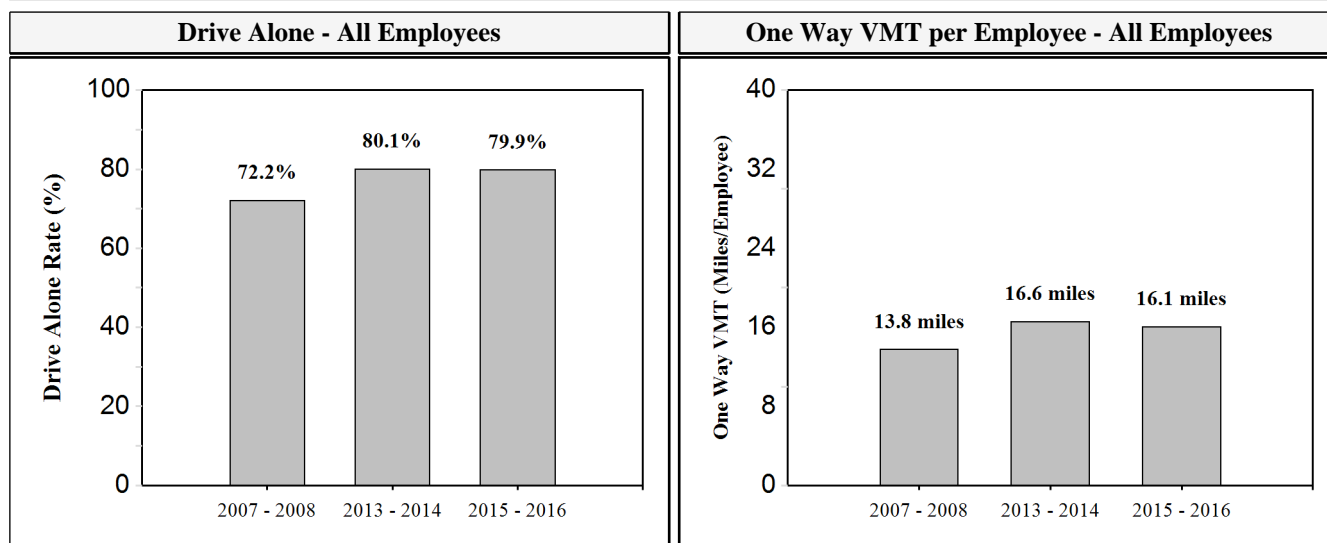 Drive Alone - All Employees
Drive Alone Rate (%)
100
80
60
40
20
0
72.2%
80.1%
79.9%
2007 - 2008
2013 - 2014
2015 - 2016
One Way VMT per Employee - All Employees
One Way VMT (Miles/Employee)
40
32
24
16
8
0
13.8 miles
16.6 miles
16.1 miles
2007 - 2008
2013 - 2014
2015 - 2016